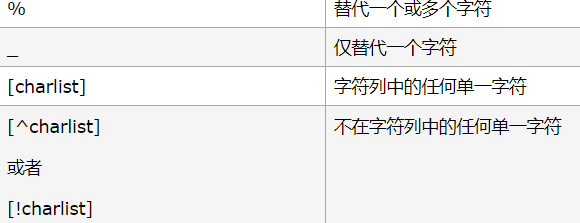 % 替代一个或多个字符
_ 仅替代一个字符
[charlist] 字符列中的任何单一字符
[^charlist] 不在字符列中的任何单一字符
或者
[!charlist]